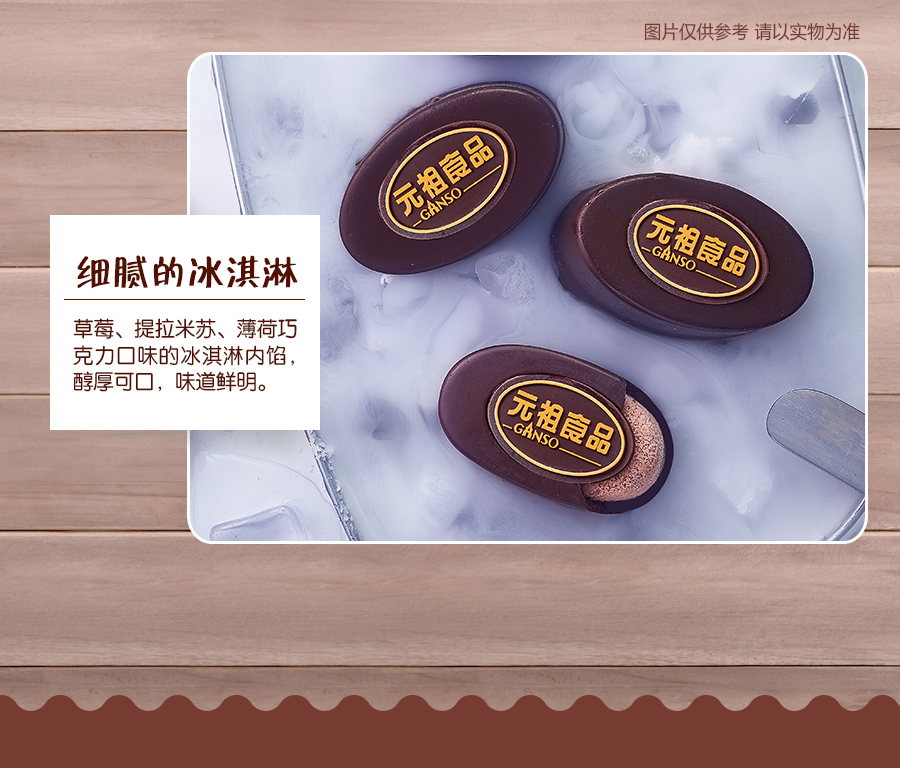 图片仅供参考 请以实物为准
元祖食品
GANSO
元祖食品
GANSO
细腻的冰淇淋
草莓、提拉米苏、薄荷巧
克力口味的冰淇淋内馅，
醇厚可口，味道鲜明。
元祖食品
GANSO